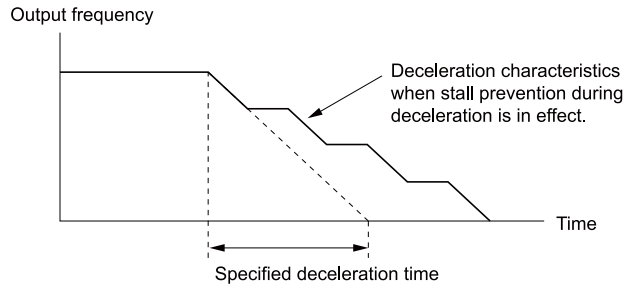 Output frequency
Deceleration characteristics
when stall prevention during
deceleration is in effect.
Time
Specified deceleration time